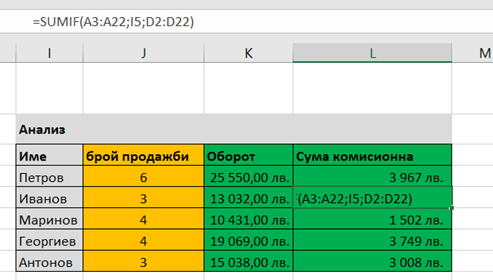 =SUMIF(A3:A22;I5;D2:D22)
I J K L M
Анализ
Име брой продажби Оборот Сума комисионна
Петров 6 25 550,00 лв. 3 967 лв.
Иванов 3 13 032,00 лв. (A3:A22;I5;D2:D22)
Маринов 4 10 431,00 лв. 1 502 лв.
Георгиев 4 19 069,00 лв. 3 749 лв.
Антонов 3 15 038,00 лв. 3 008 лв.